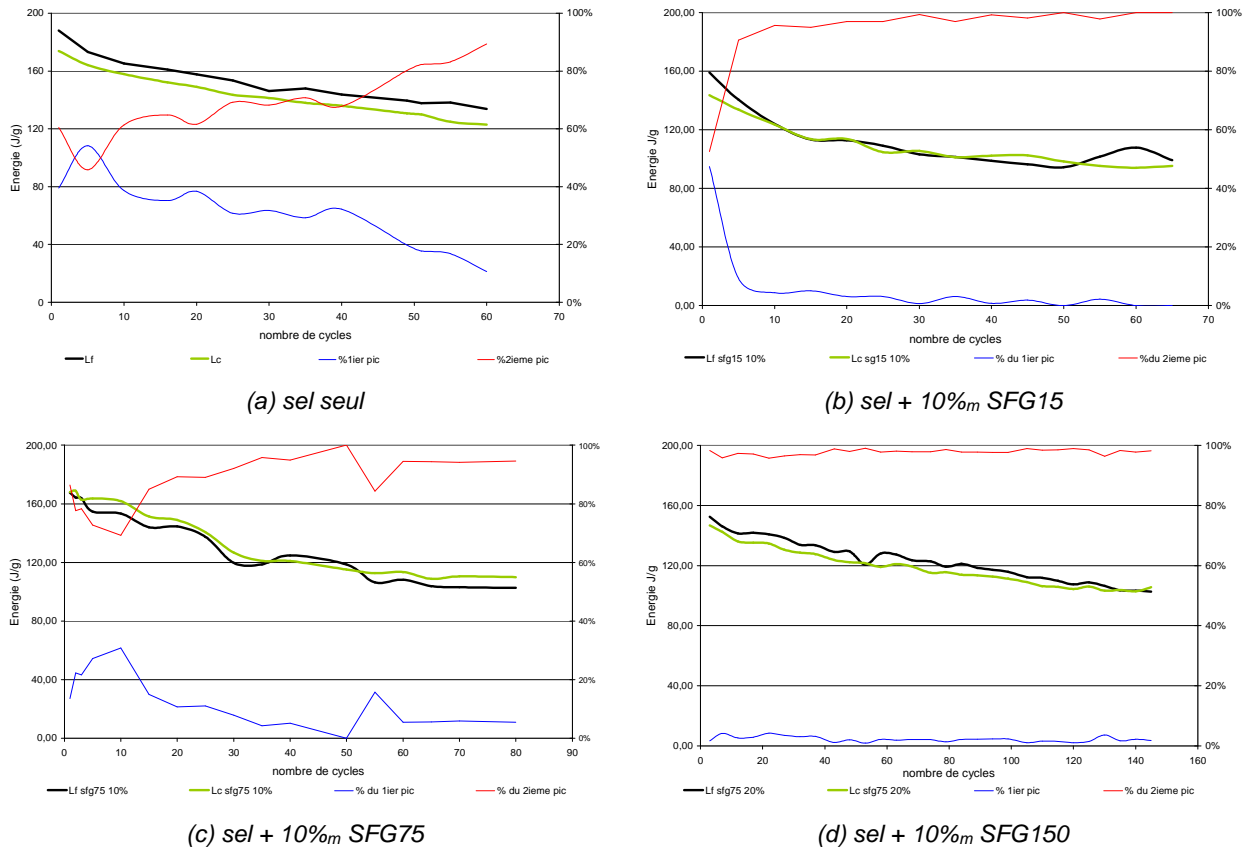 200 100%
160 80%
120 60%
80 40%
40 20%
0 0%
0 10 20 30 40 50 60 70
Energie (J/g)
nombre de cycles
Lf Lc %1ier pic %2ieme pic
(a) sel seul
200,00 100%
160,00 80%
120,00 60%
80,00 40%
40,00 20%
0,00 0%
0 10 20 30 40 50 60 70
Energie J/g
nombre de cycles
Lf sfg15 10% Lc sg15 10% % du 1ier pic %du 2ieme pic
(b) sel + 10%m SFG15
200,00 100%
160,00 80%
120,00 60%
80,00 40%
40,00 20%
0,00 0%
0 10 20 30 40 50 60 70 80 90
Energie (J/g)
nombre de cycles
Lf sfg75 10% Lc sfg75 10% % du 1ier pic % du 2ieme pic
(c) sel + 10%m SFG75
200,00 100%
160,00 80%
120,00 60%
80,00 40%
40,00 20%
0,00 0%
0 20 40 60 80 100 120 140 160
Energie J/g
nombre de cycles
Lf sfg75 20% Lc sfg75 20% % 1ier pic % du 2ieme pic
(d) sel + 10%m SFG150